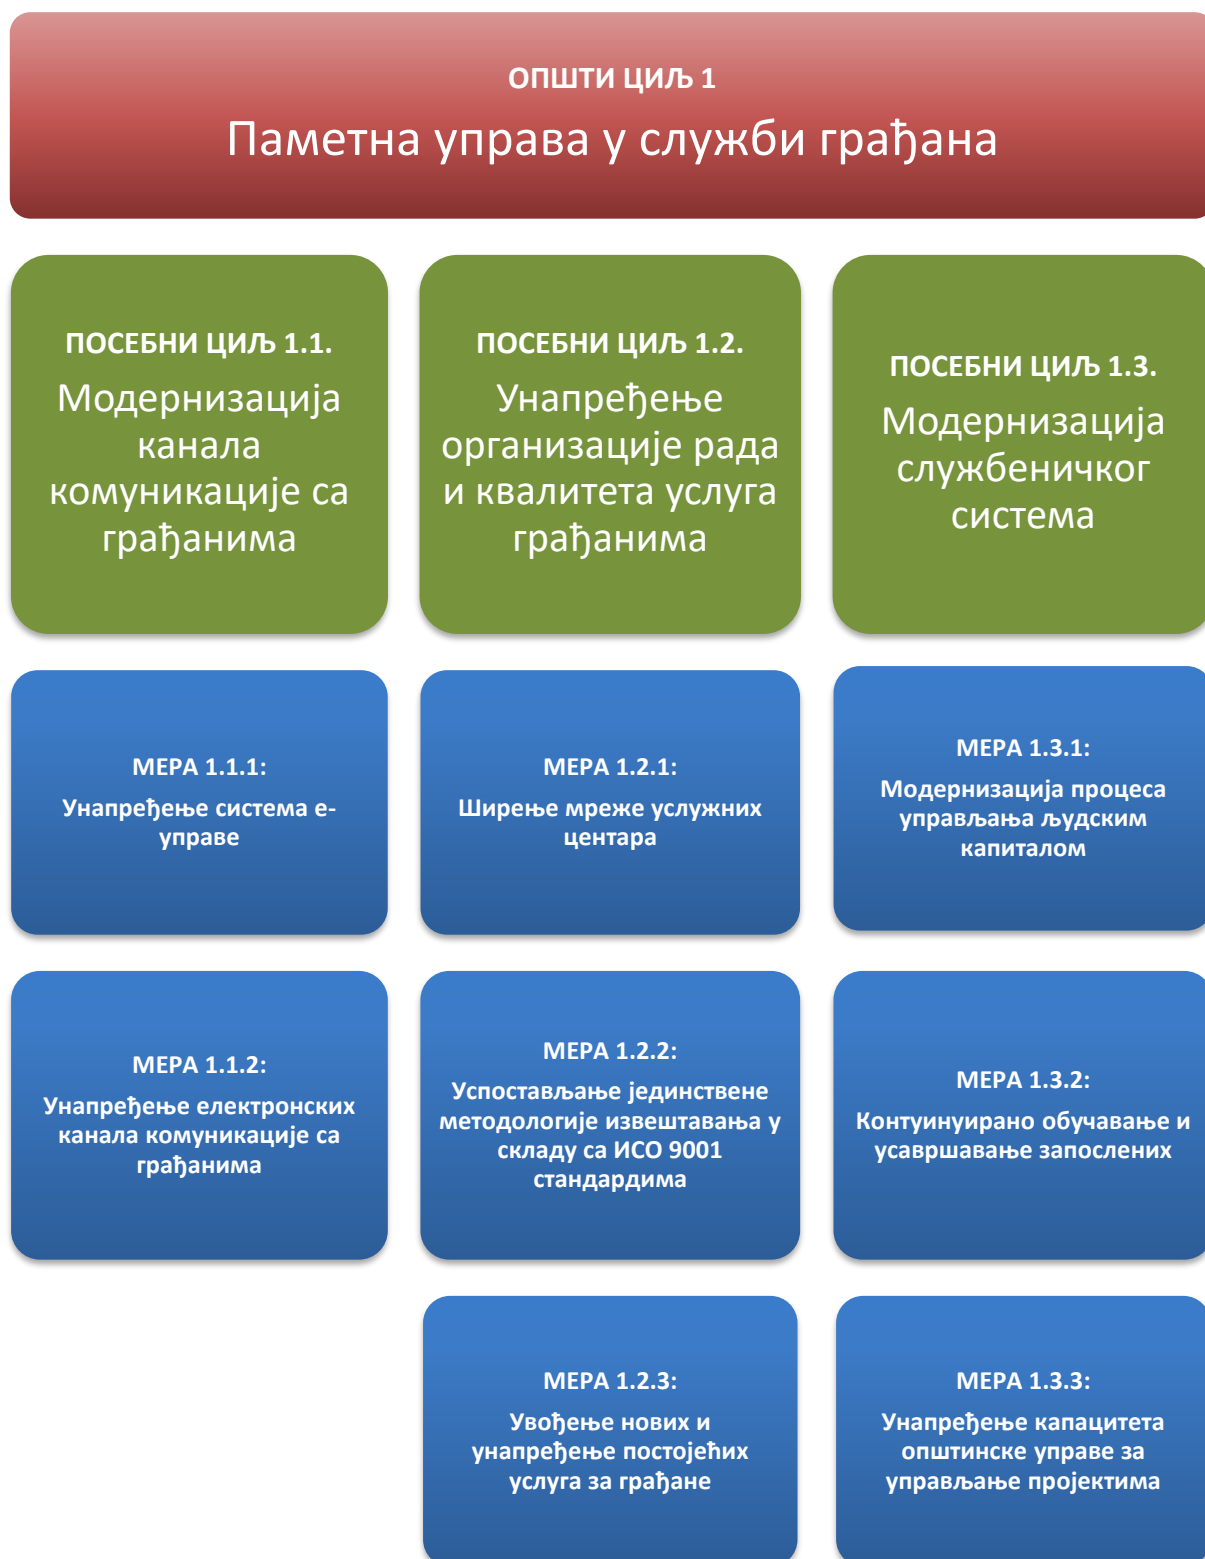 ОПШТИ ЦИЉ 1
Паметна управа у служби грађана
ПОСЕБНИ ЦИЉ 1.1.
Модернизација
канала
комуникације са
грађанима
ПОСЕБНИ ЦИЉ 1.2.
Унапређење
организације рада
и квалитета услуга
грађанима
ПОСЕБНИ ЦИЉ 1.3.
Модернизација
службеничког
система
МЕРА 1.1.1:
Унапређење система е-
управе
МЕРА 1.2.1:
Ширење мреже услужних
центара
МЕРА 1.3.1:
Модернизација процеса
управљања људским
капиталом
МЕРА 1.1.2:
Унапређење електронских
канала комуникације са
грађанима
МЕРА 1.2.2:
Успостављање јединствене
методологије извештавања у
складу са ИСО 9001
стандардима
МЕРА 1.3.2:
Контуинуирано обучавање и
усавршавање запослених
МЕРА 1.2.3:
Увођење нових и
унапређење постојећих
услуга за грађане
МЕРА 1.3.3:
Унапређење капацитета
општинске управе за
управљање пројектима